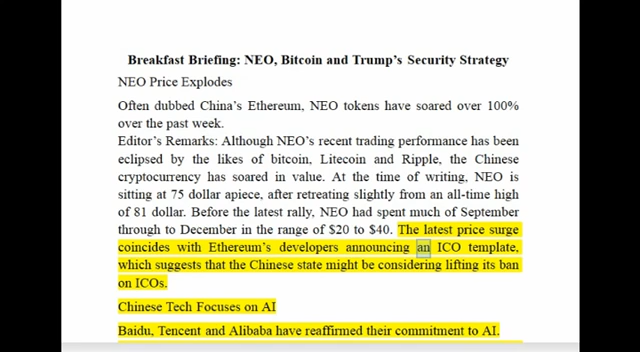 Breakfast Briefing: NEO, Bitcoin and Trump's Security Strategy
NEO Price Explodes
Often dubbed China's Ethereum, NEO tokens have soared over 100%
over the past week.
Editor's Remarks: Although NEO's recent trading performance has been
eclipsed by the likes of bitcoin, Litecoin and Ripple, the Chinese
cryptocurrency has soared in value. At the time of writing, NEO is
sitting at 75 dollar apiece, after retreating slightly from an all-time high
of 81 dollar. Before the latest rally, NEO had spent much of September
through to December in the range of $20 to $40. The latest price surge
coincides with Ethereum's developers announcing an ICO template,
which suggests that the Chinese state might be considering lifting its ban
on ICOs.
Chinese Tech Focuses on AI
Baidu, Tencent and Alibaba have reaffirmed their commitment to AI.